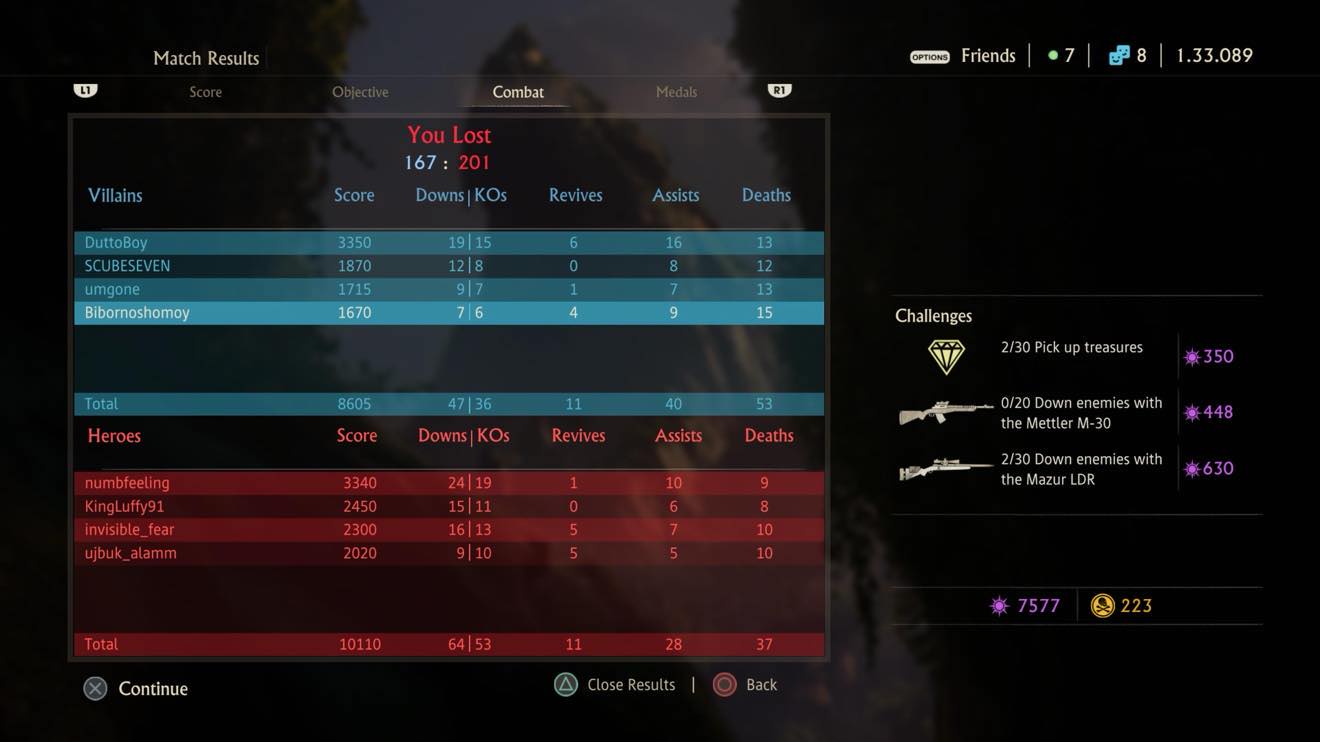 Match Results
OPTIONS Friends | 7 | 8 | 1.33.089
L1 Score Objective Combat Medals R1
You Lost
167 : 201
Villains Score Downs | KOs Revives Assists Deaths
DuttoBoy 3350 19 | 15 6 16 13
SCUBESEVEN 1870 12 | 8 0 8 12
umgone 1715 9 | 7 1 7 13
Bibornoshomoy 1670 7 | 6 4 9 15
Total 8605 47 | 36 11 40 53
Heroes Score Downs | KOs Revives Assists Deaths
numbfeeling 3340 24 | 19 1 10 9
KingLuffy91 2450 15 | 11 0 6 8
invisible_fear 2300 16 | 13 5 7 10
ujbuk_alamm 2020 9 | 10 5 5 10
Total 10110 64 | 53 11 28 37
Challenges
2/30 Pick up treasures 350
0/20 Down enemies with
the Mettler M-30 448
2/30 Down enemies with
the Mazur LDR 630
7577 223
Continue Close Results | Back